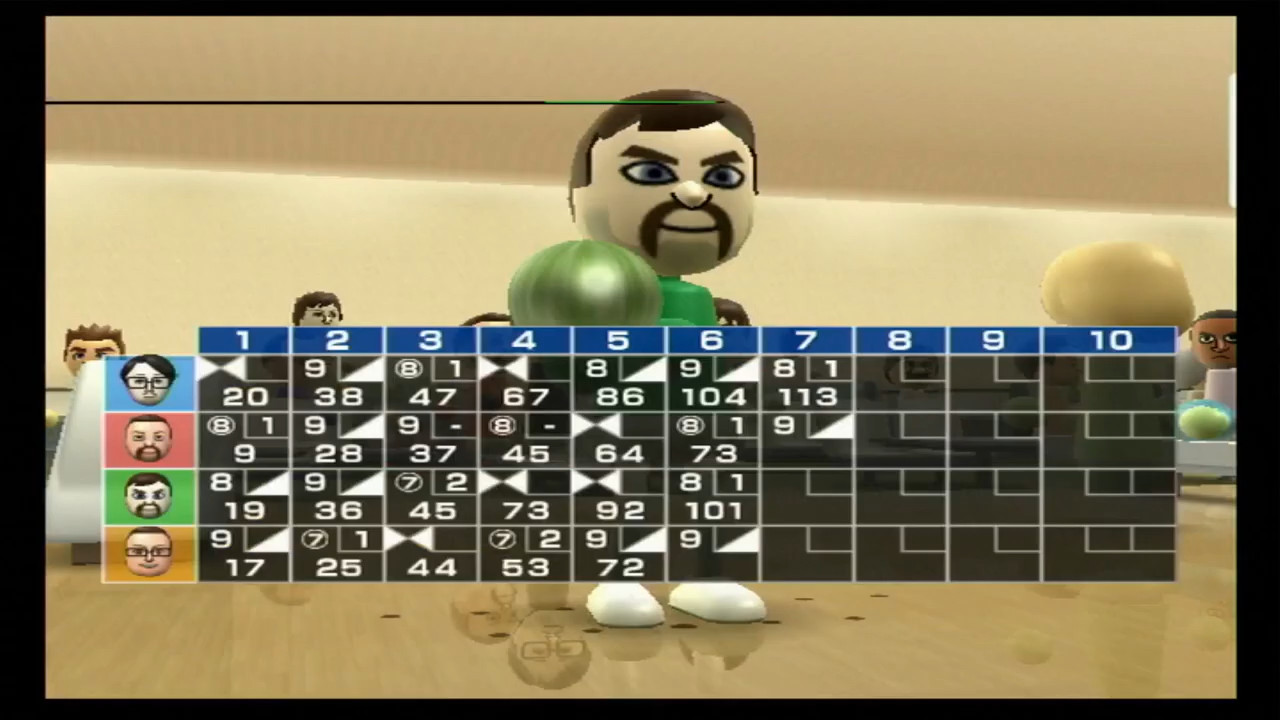 1 2 3 4 5 6 7 8 9 10
9 ⑧ 1 8 9 8 1
20 38 47 67 86 104 113
⑧ 1 9 9 - ⑧ - ⑧ 1 9
9 28 37 45 64 73
8 9 ⑦ 2 8 1
19 36 45 73 92 101
9 ⑦ 1 ⑦ 2 9 9
17 25 44 53 72